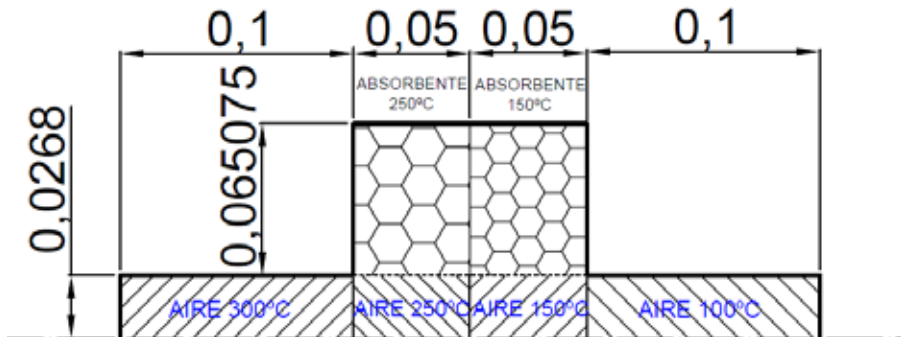 0,1
0,05
0,05
0,1
ABSORBENTE
250ºC
ABSORBENTE
150ºC
0,0268
0,065075
AIRE 300ºC
AIRE 250ºC
AIRE 150ºC
AIRE 100ºC